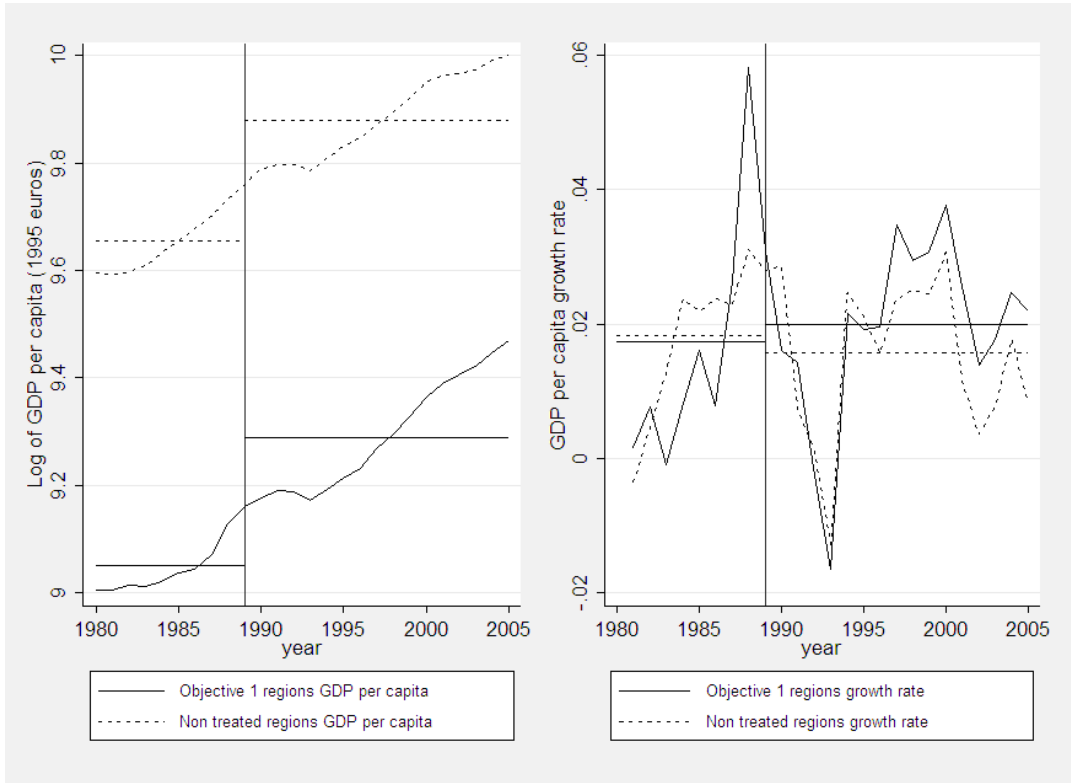 Log of GDP per capita (1995 euros)
10
9.8
9.6
9.4
9.2
9
1980 1985 1990 1995 2000 2005
year
Objective 1 regions GDP per capita
Non treated regions GDP per capita
GDP per capita growth rate
.06
.04
.02
0
-.02
1980 1985 1990 1995 2000 2005
year
Objective 1 regions growth rate
Non treated regions growth rate